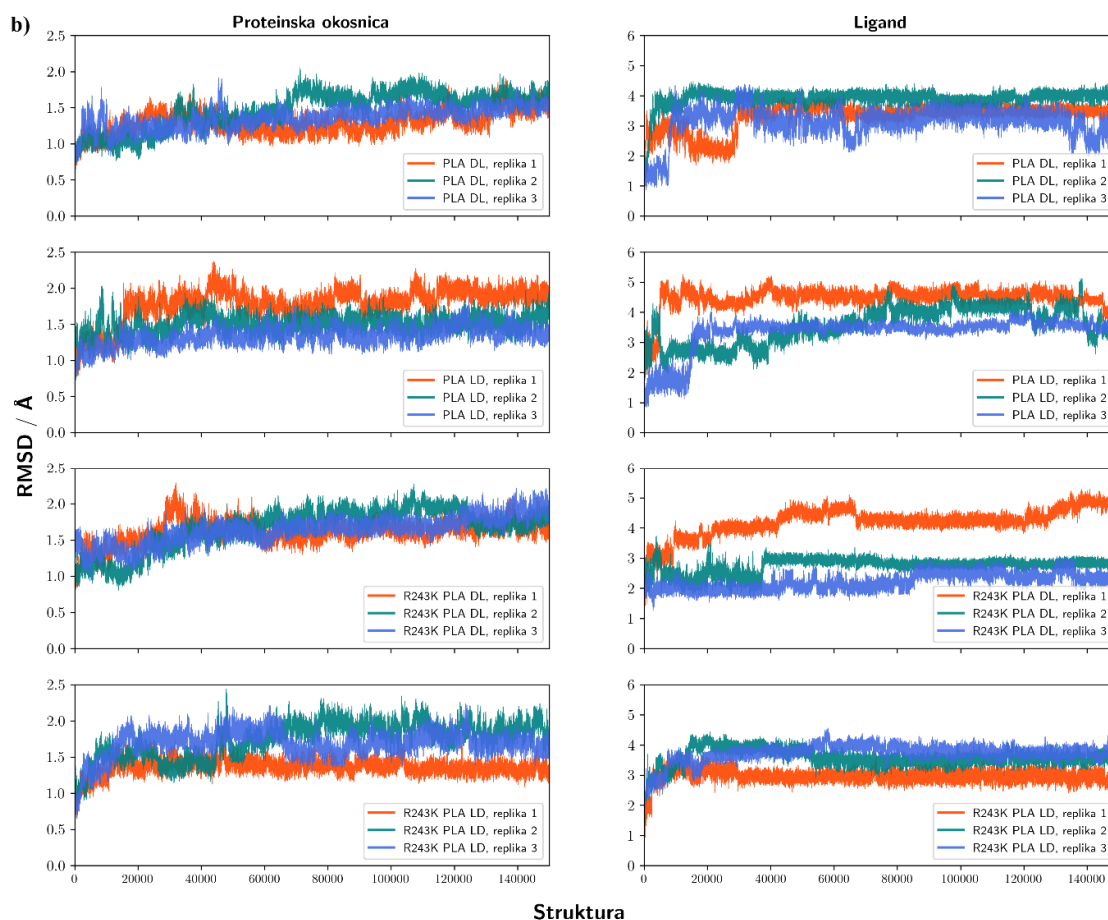 b)
Proteinska okosnica
Ligand
2.5
2.0
1.5
1.0
0.5
0.0
PLA DL, replika 1
PLA DL, replika 2
PLA DL, replika 3
6
5
4
3
2
1
0
PLA DL, replika 1
PLA DL, replika 2
PLA DL, replika 3
2.5
2.0
1.5
1.0
0.5
0.0
PLA LD, replika 1
PLA LD, replika 2
PLA LD, replika 3
6
5
4
3
2
1
0
PLA LD, replika 1
PLA LD, replika 2
PLA LD, replika 3
RMSD / Å
2.5
2.0
1.5
1.0
0.5
0.0
R243K PLA DL, replika 1
R243K PLA DL, replika 2
R243K PLA DL, replika 3
6
5
4
3
2
1
0
R243K PLA DL, replika 1
R243K PLA DL, replika 2
R243K PLA DL, replika 3
2.5
2.0
1.5
1.0
0.5
0.0
R243K PLA LD, replika 1
R243K PLA LD, replika 2
R243K PLA LD, replika 3
0 20000 40000 60000 80000 100000 120000 140000
6
5
4
3
2
1
0
R243K PLA LD, replika 1
R243K PLA LD, replika 2
R243K PLA LD, replika 3
0 20000 40000 60000 80000 100000 120000 140000
Struktura